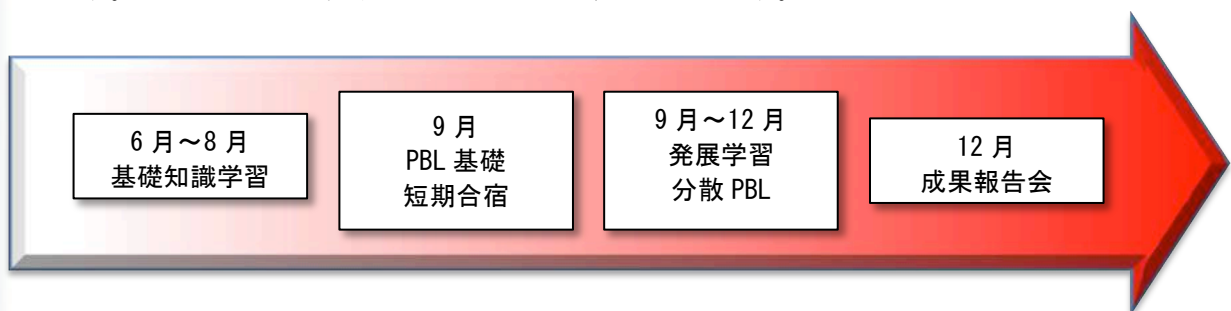 6 月～8 月
基礎知識学習
9 月
PBL 基礎
短期合宿
9 月～12 月
発展学習
分散 PBL
12 月
成果報告会